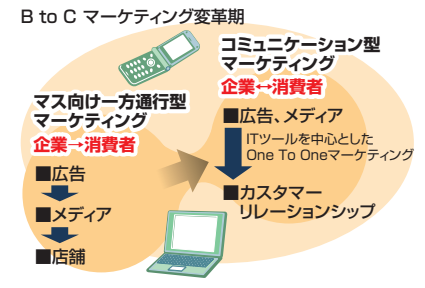 B to C マーケティング変革期
マス向け一方通行型
マーケティング
企業→消費者
■広告
■メディア
■店舗
コミュニケーション型
マーケティング
企業↔消費者
■広告、メディア
ITツールを中心とした
One To Oneマーケティング
■カスタマー
リレーションシップ